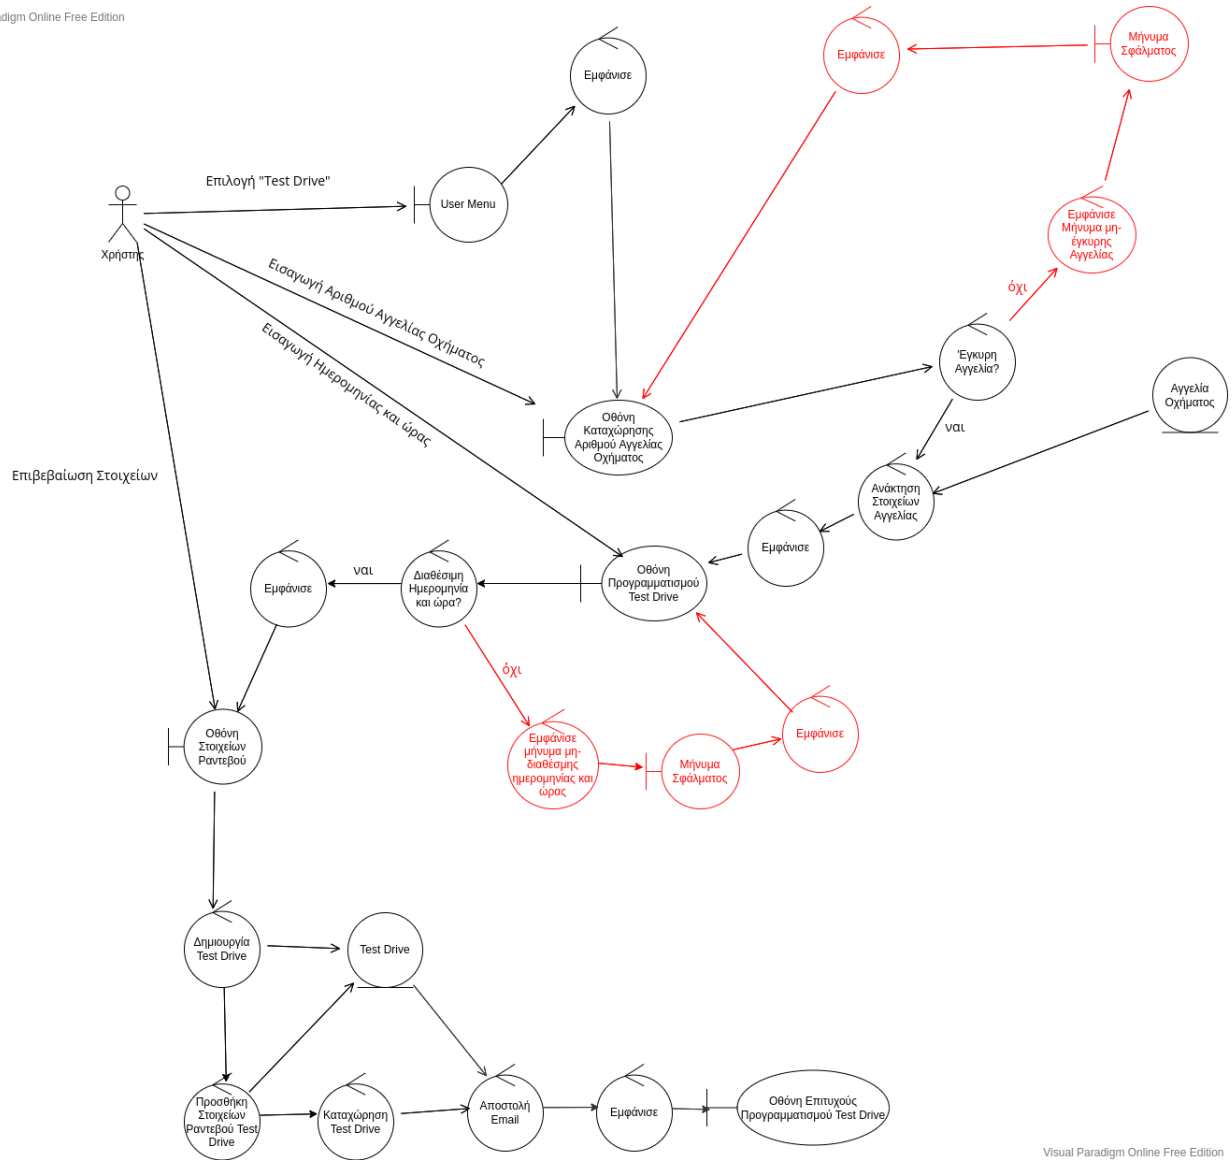 adigm Online Free Edition
Εμφάνισε
Εμφάνισε
Μήνυμα
Σφάλματος
Επιλογή "Test Drive"
User Menu
Χρήστης
Εμφάνισε
Μήνυμα μη-
έγκυρης
Αγγελίας
όχι
Εισαγωγή Αριθμού Αγγελίας Οχήματος
Εισαγωγή Ημερομηνίας και ώρας
Έγκυρη
Αγγελία?
Αγγελία
Οχήματος
ναι
Οθόνη
Καταχώρησης
Αριθμού Αγγελίας
Οχήματος
Επιβεβαίωση Στοιχείων
Ανάκτηση
Στοιχείων
Αγγελίας
Εμφάνισε
Οθόνη
Προγραμματισμού
Test Drive
Διαθέσιμη
Ημερομηνία
και ώρα?
ναι
Εμφάνισε
όχι
Οθόνη
Στοιχείων
Ραντεβού
Εμφάνισε
μήνυμα μη-
διαθέσμης
ημερομηνίας και
ώρας
Μήνυμα
Σφάλματος
Εμφάνισε
Δημιουργία
Test Drive
Test Drive
Προσθήκη
Στοιχείων
Ραντεβού Test
Drive
Καταχώρηση
Test Drive
Αποστολή
Email
Εμφάνισε
Οθόνη Επιτυχούς
Προγραμματισμού Test Drive
Visual Paradigm Online Free Edition